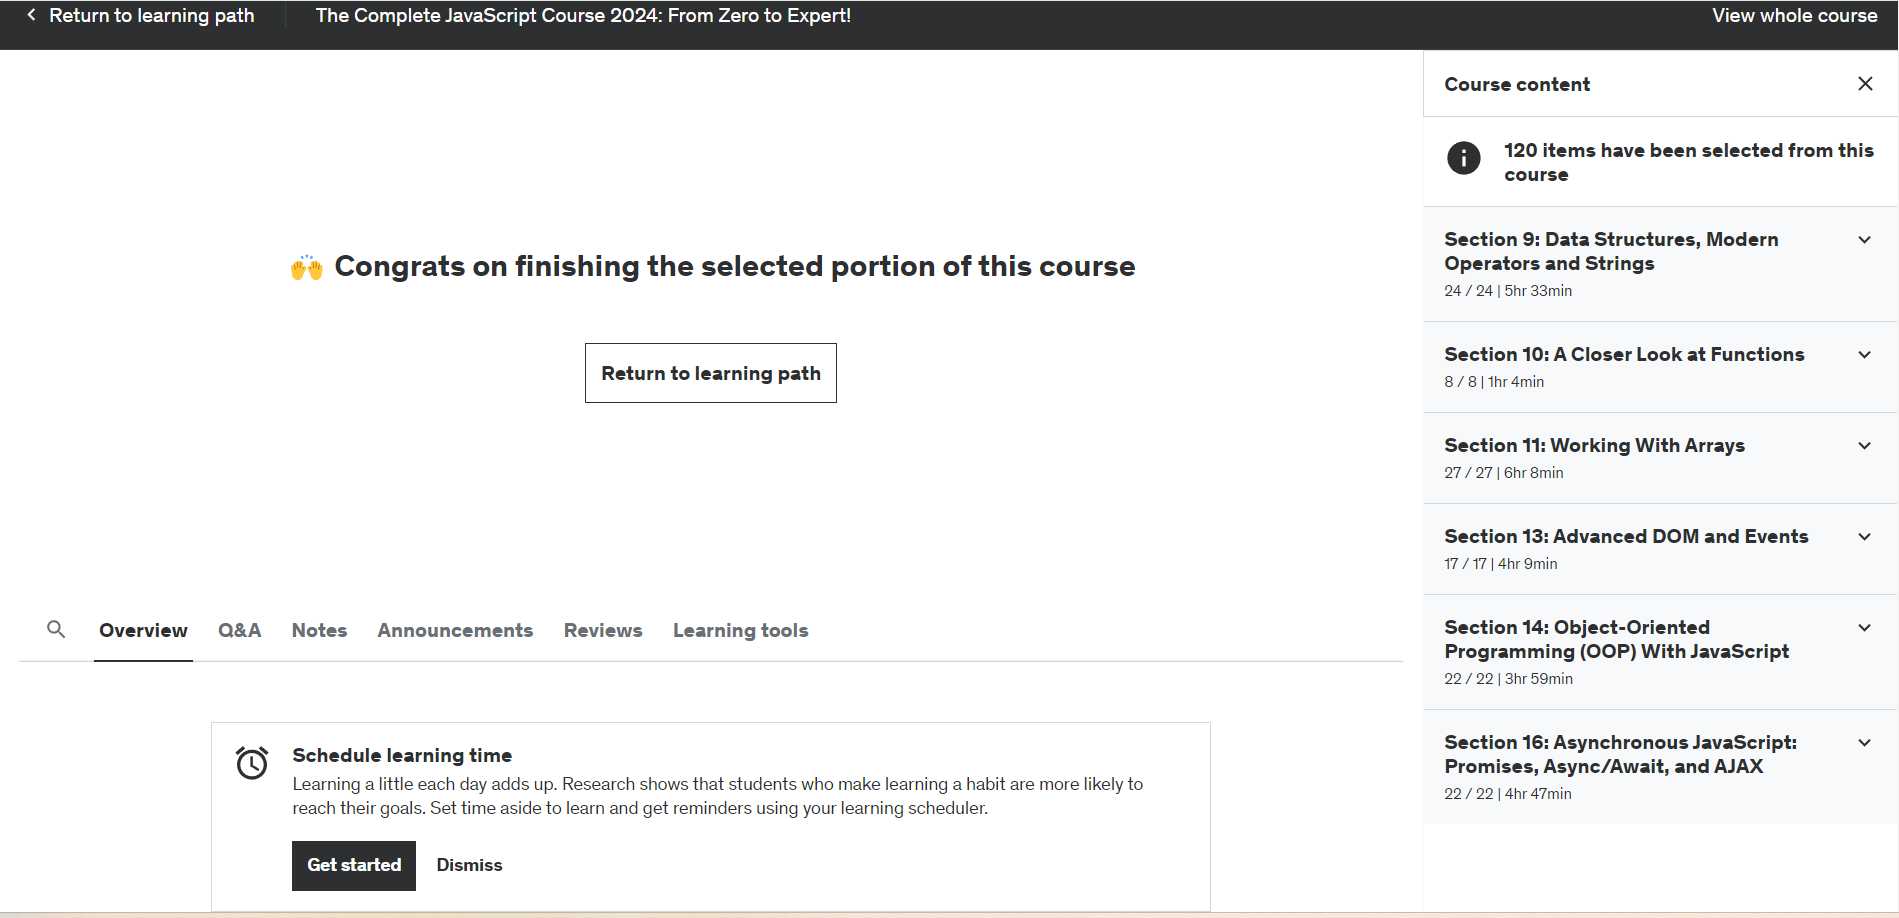 Return to learning path
The Complete JavaScript Course 2024: From Zero to Expert!
View whole course
🙌 Congrats on finishing the selected portion of this course
Return to learning path
Overview
Q&A
Notes
Announcements
Reviews
Learning tools
Schedule learning time
Learning a little each day adds up. Research shows that students who make learning a habit are more likely to
reach their goals. Set time aside to learn and get reminders using your learning scheduler.
Get started
Dismiss
Course content
120 items have been selected from this
course
Section 9: Data Structures, Modern
Operators and Strings
24 / 24 | 5hr 33min
Section 10: A Closer Look at Functions
8 / 8 | 1hr 4min
Section 11: Working With Arrays
27 / 27 | 6hr 8min
Section 13: Advanced DOM and Events
17 / 17 | 4hr 9min
Section 14: Object-Oriented
Programming (OOP) With JavaScript
22 / 22 | 3hr 59min
Section 16: Asynchronous JavaScript:
Promises, Async/Await, and AJAX
22 / 22 | 4hr 47min